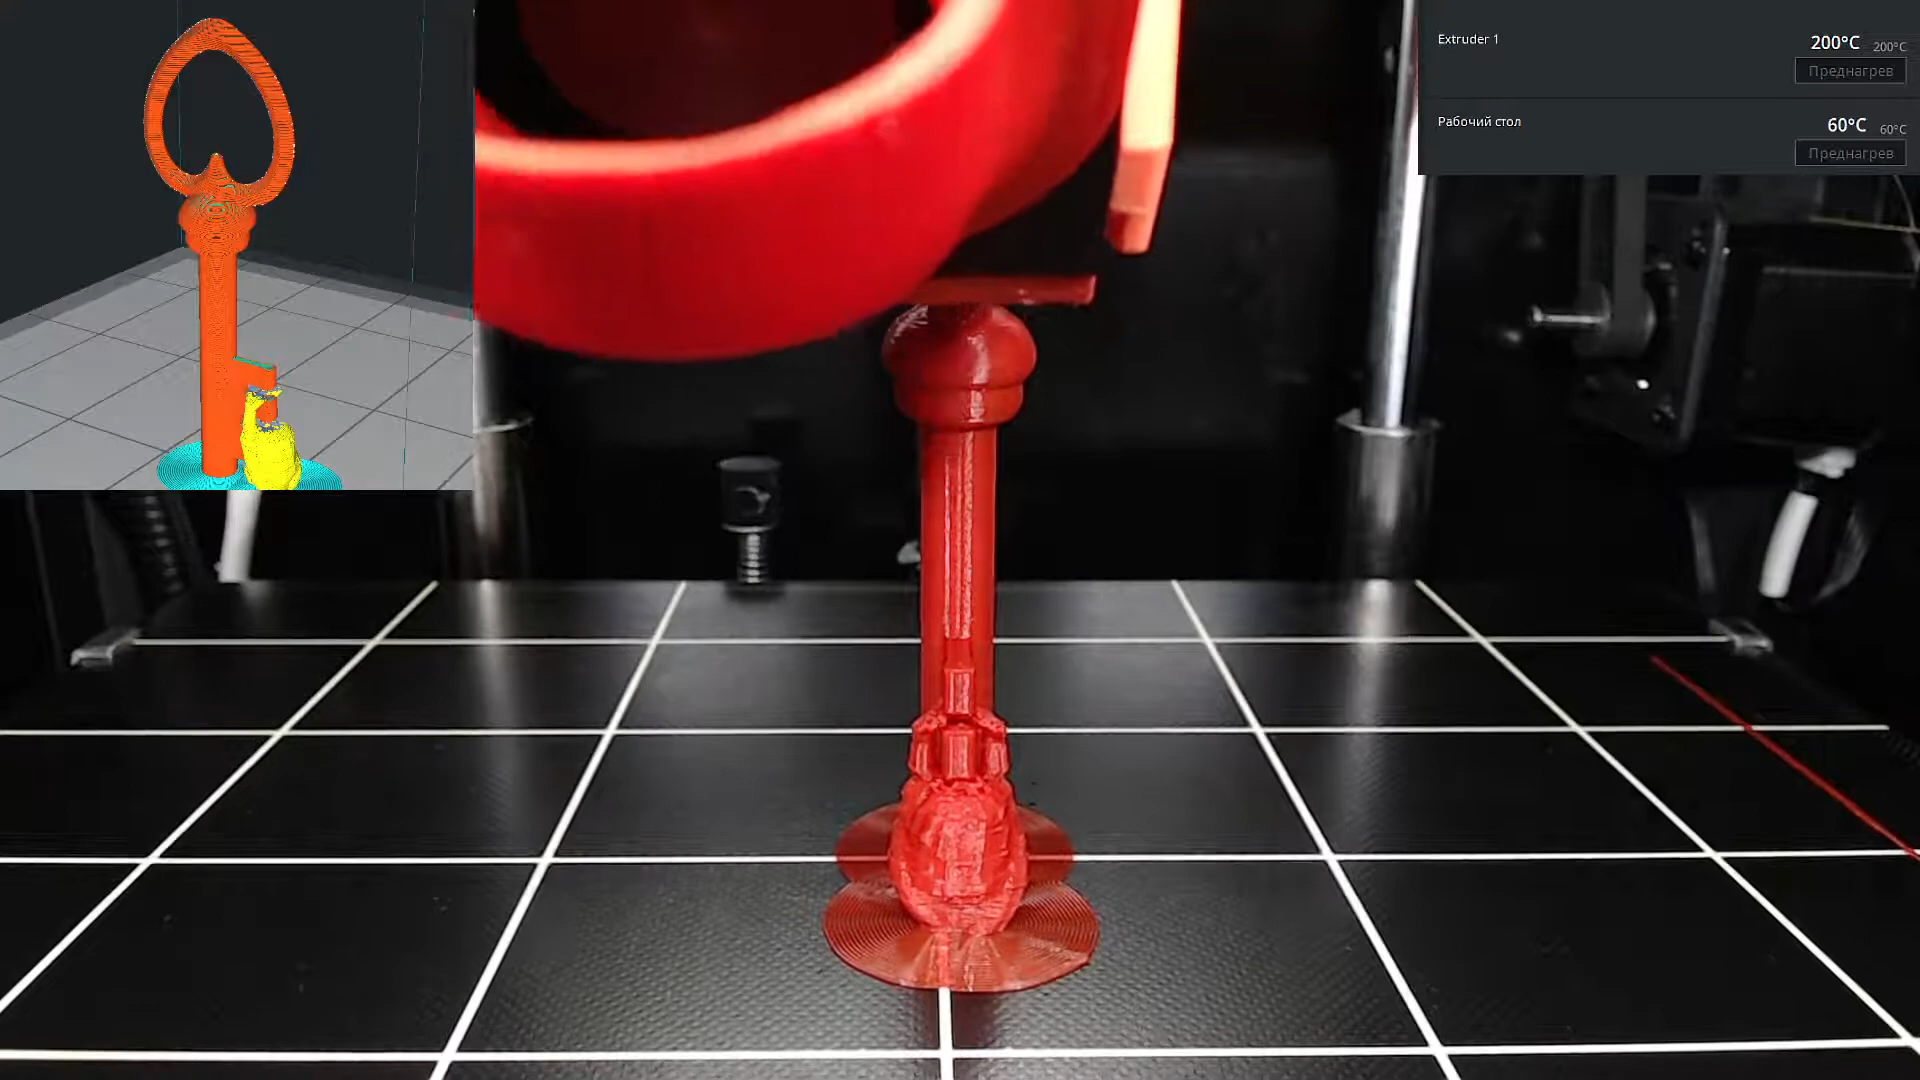 Extruder 1
200°C 200°C
Преднагрев
Рабочий стол
60°C 60°C
Преднагрев